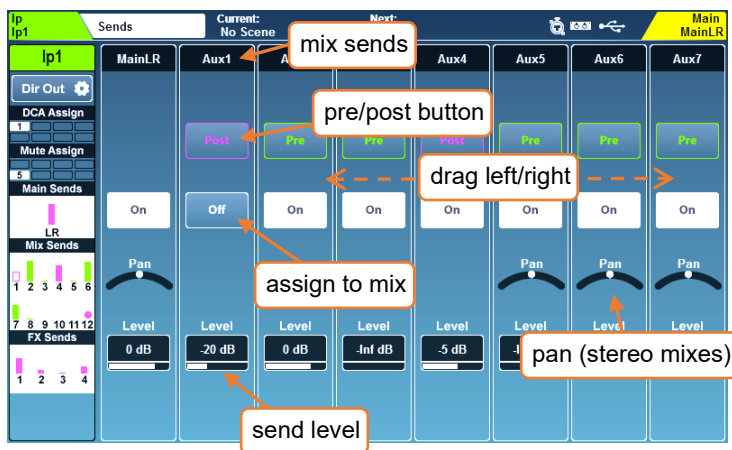 Ip
Ip1
Sends
Current:
No Scene
Next:
Main
MainLR
mix sends
Ip1
Dir Out
DCA Assign
1
Mute Assign
5
Main Sends
LR
Mix Sends
1 2 3 4 5 6
7 8 9 10 11 12
FX Sends
1 2 3 4
MainLR Aux1 Aux4 Aux5 Aux6 Aux7
pre/post button
Post Pre Pre Post Pre Pre Pre
drag left/right
On Off On On On On On On
assign to mix
Pan Pan Pan Pan
Level Level Level Level Level Level Level Level
0 dB -20 dB 0 dB -Inf dB -5 dB
pan (stereo mixes)
send level